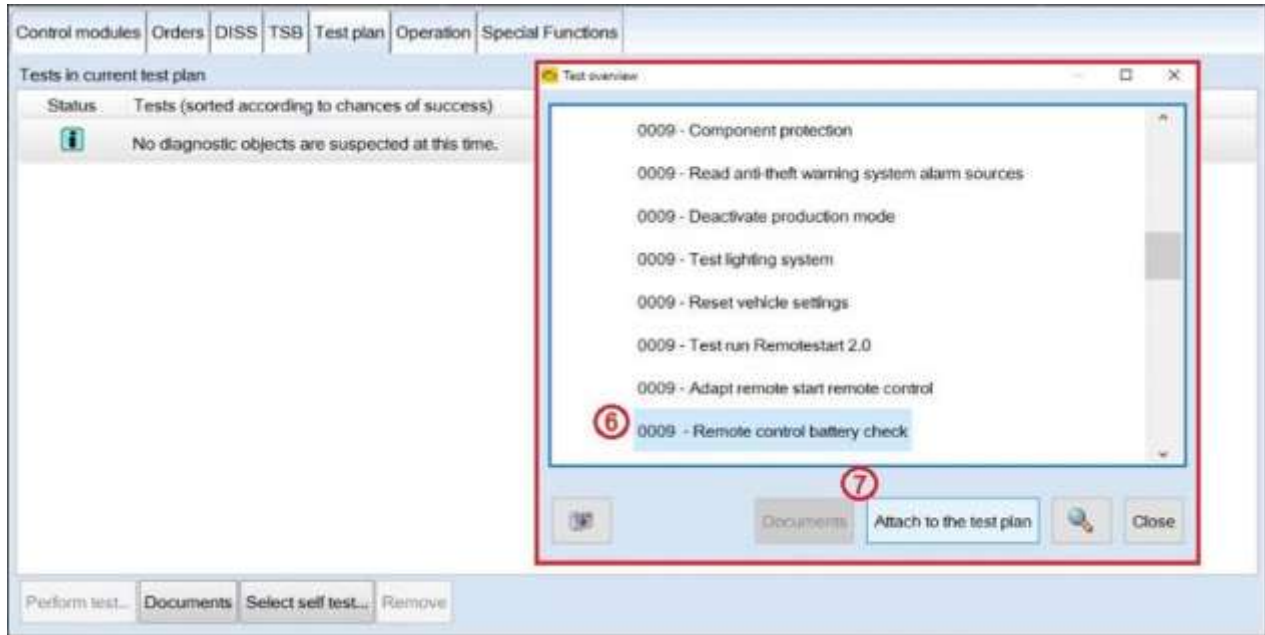 Control modules Orders DISS TSB Test plan Operation Special Functions
Tests in current test plan
Status Tests (sorted according to chances of success)
No diagnostic objects are suspected at this time.
Test overview
0009 - Component protection
0009 - Read anti-theft warning system alarm sources
0009 - Deactivate production mode
0009 - Test lighting system
0009 - Reset vehicle settings
0009 - Test run Remotestart 2.0
0009 - Adapt remote start remote control
6 0009 - Remote control battery check
7
Documents Attach to the test plan Close
Perform test... Documents Select self test... Remove